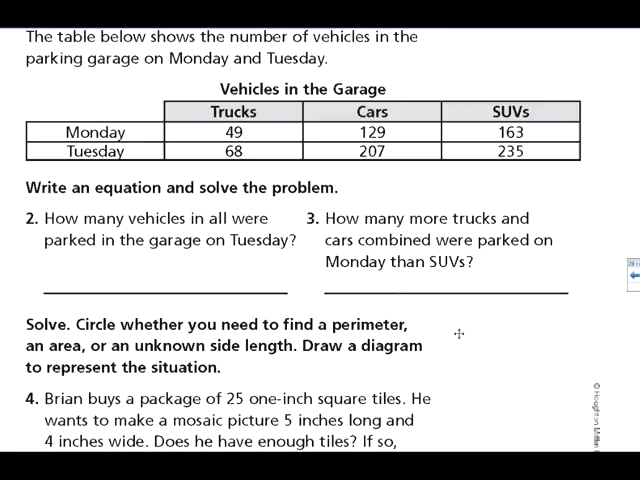 The table below shows the number of vehicles in the
parking garage on Monday and Tuesday.
Vehicles in the Garage
Trucks Cars SUVs
Monday 49 129 163
Tuesday 68 207 235
Write an equation and solve the problem.
2. How many vehicles in all were
parked in the garage on Tuesday?
3. How many more trucks and
cars combined were parked on
Monday than SUVs?
Solve. Circle whether you need to find a perimeter,
an area, or an unknown side length. Draw a diagram
to represent the situation.
4. Brian buys a package of 25 one-inch square tiles. He
wants to make a mosaic picture 5 inches long and
4 inches wide. Does he have enough tiles? If so,
© Houghton Mifflin